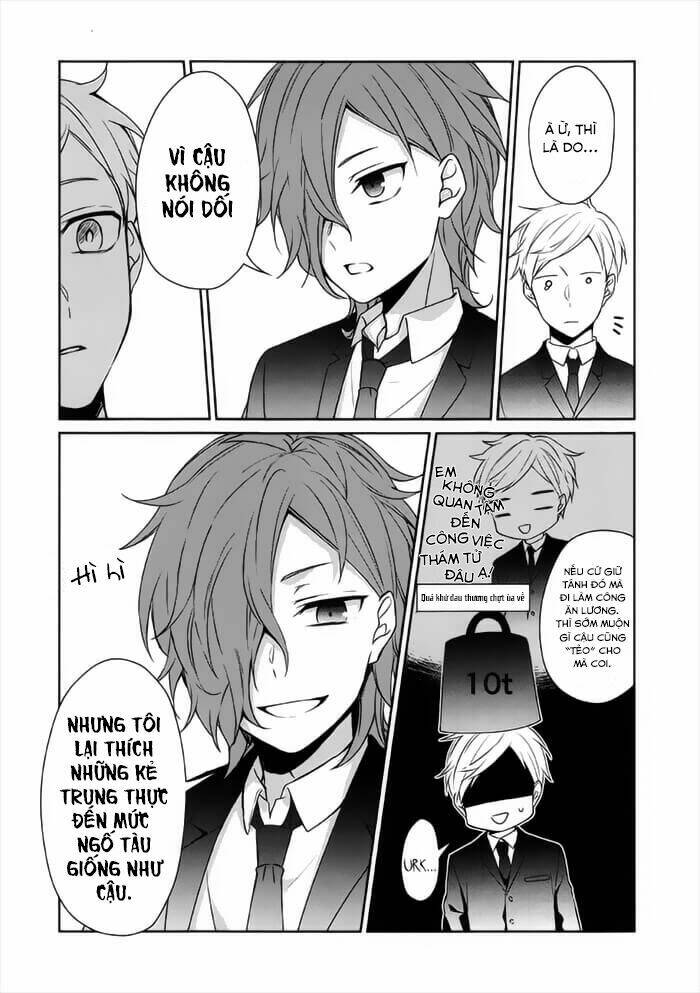 À Ừ, THÌ
LÀ DO...
VÌ CẬU
KHÔNG
NÓI DỐI
EM
KHÔNG
QUAN TÂM
ĐẾN
CÔNG VIỆC
THÁM TỬ
ĐÂU Ạ!
Quá khứ đau thương chợt ùa về
NẾU CỨ GIỮ
TÁNH ĐÓ MÀ
ĐI LÀM CÔNG
ĂN LƯƠNG.
THÌ SỚM MUỘN
GÌ CẬU CŨNG
"TẺO" CHO
MÀ COI.
10t
URK...
Hì hì
NHƯNG TÔI
LẠI THÍCH
NHỮNG KẺ
TRUNG THỰC
ĐẾN MỨC
NGỐ TÀU
GIỐNG NHƯ
CẬU.